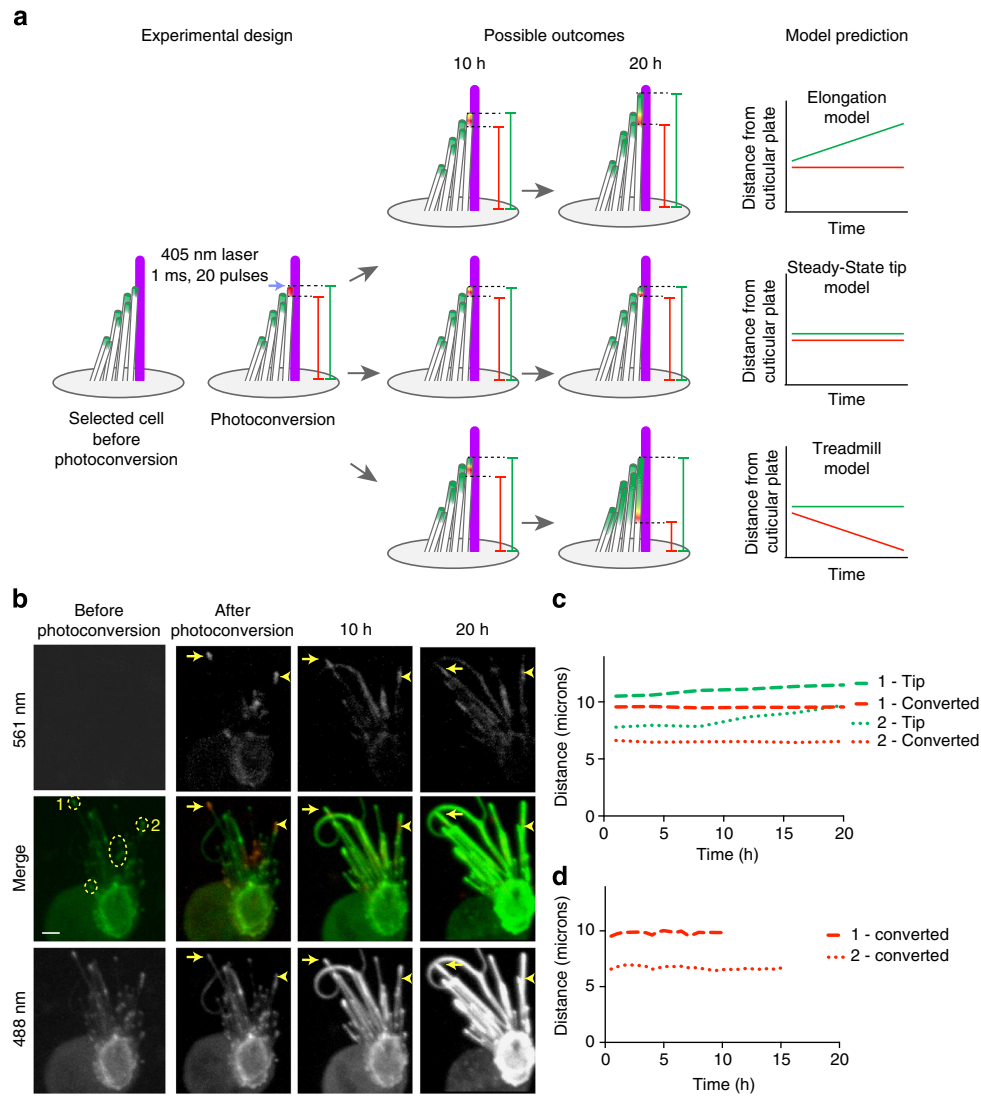 a
Experimental design
Possible outcomes
Model prediction
10 h
20 h
Elongation
model
Distance from
cuticular plate
Time
405 nm laser
1 ms, 20 pulses
Steady-State tip
model
Distance from
cuticular plate
Time
Selected cell
before
photoconversion
Photoconversion
Treadmill
model
Distance from
cuticular plate
Time
b
Before
photoconversion
After
photoconversion
10 h
20 h
561 nm
Merge
1
2
488 nm
c
Distance (microns)
10
5
0
0
5
10
15
20
Time (h)
1 - Tip
1 - Converted
2 - Tip
2 - Converted
d
Distance (microns)
10
5
0
0
5
10
15
20
Time (h)
1 - converted
2 - converted